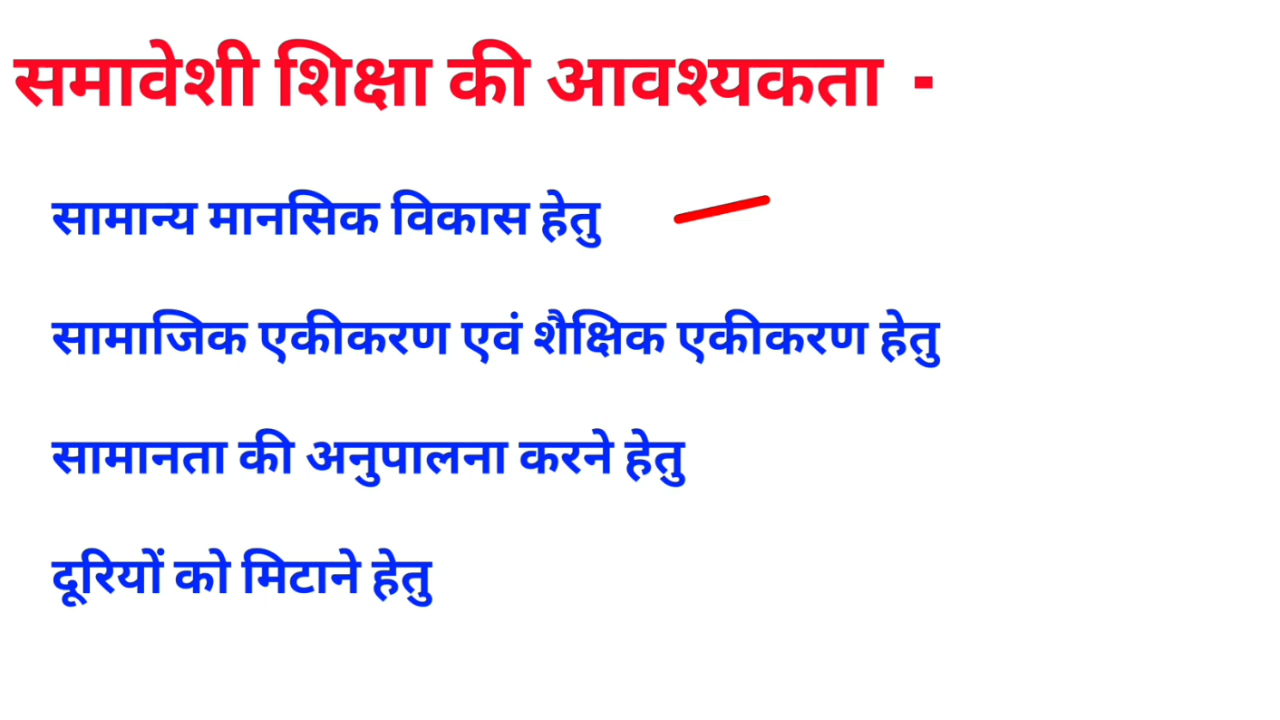 समावेशी शिक्षा की आवश्यकता -
सामान्य मानसिक विकास हेतु
सामाजिक एकीकरण एवं शैक्षिक एकीकरण हेतु
सामानता की अनुपालना करने हेतु
दूरियों को मिटाने हेतु